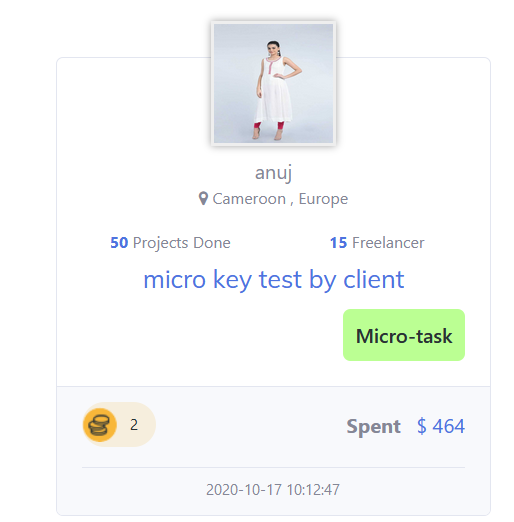 anuj
Cameroon , Europe
50 Projects Done 15 Freelancer
micro key test by client
Micro-task
2 Spent $ 464
2020-10-17 10:12:47